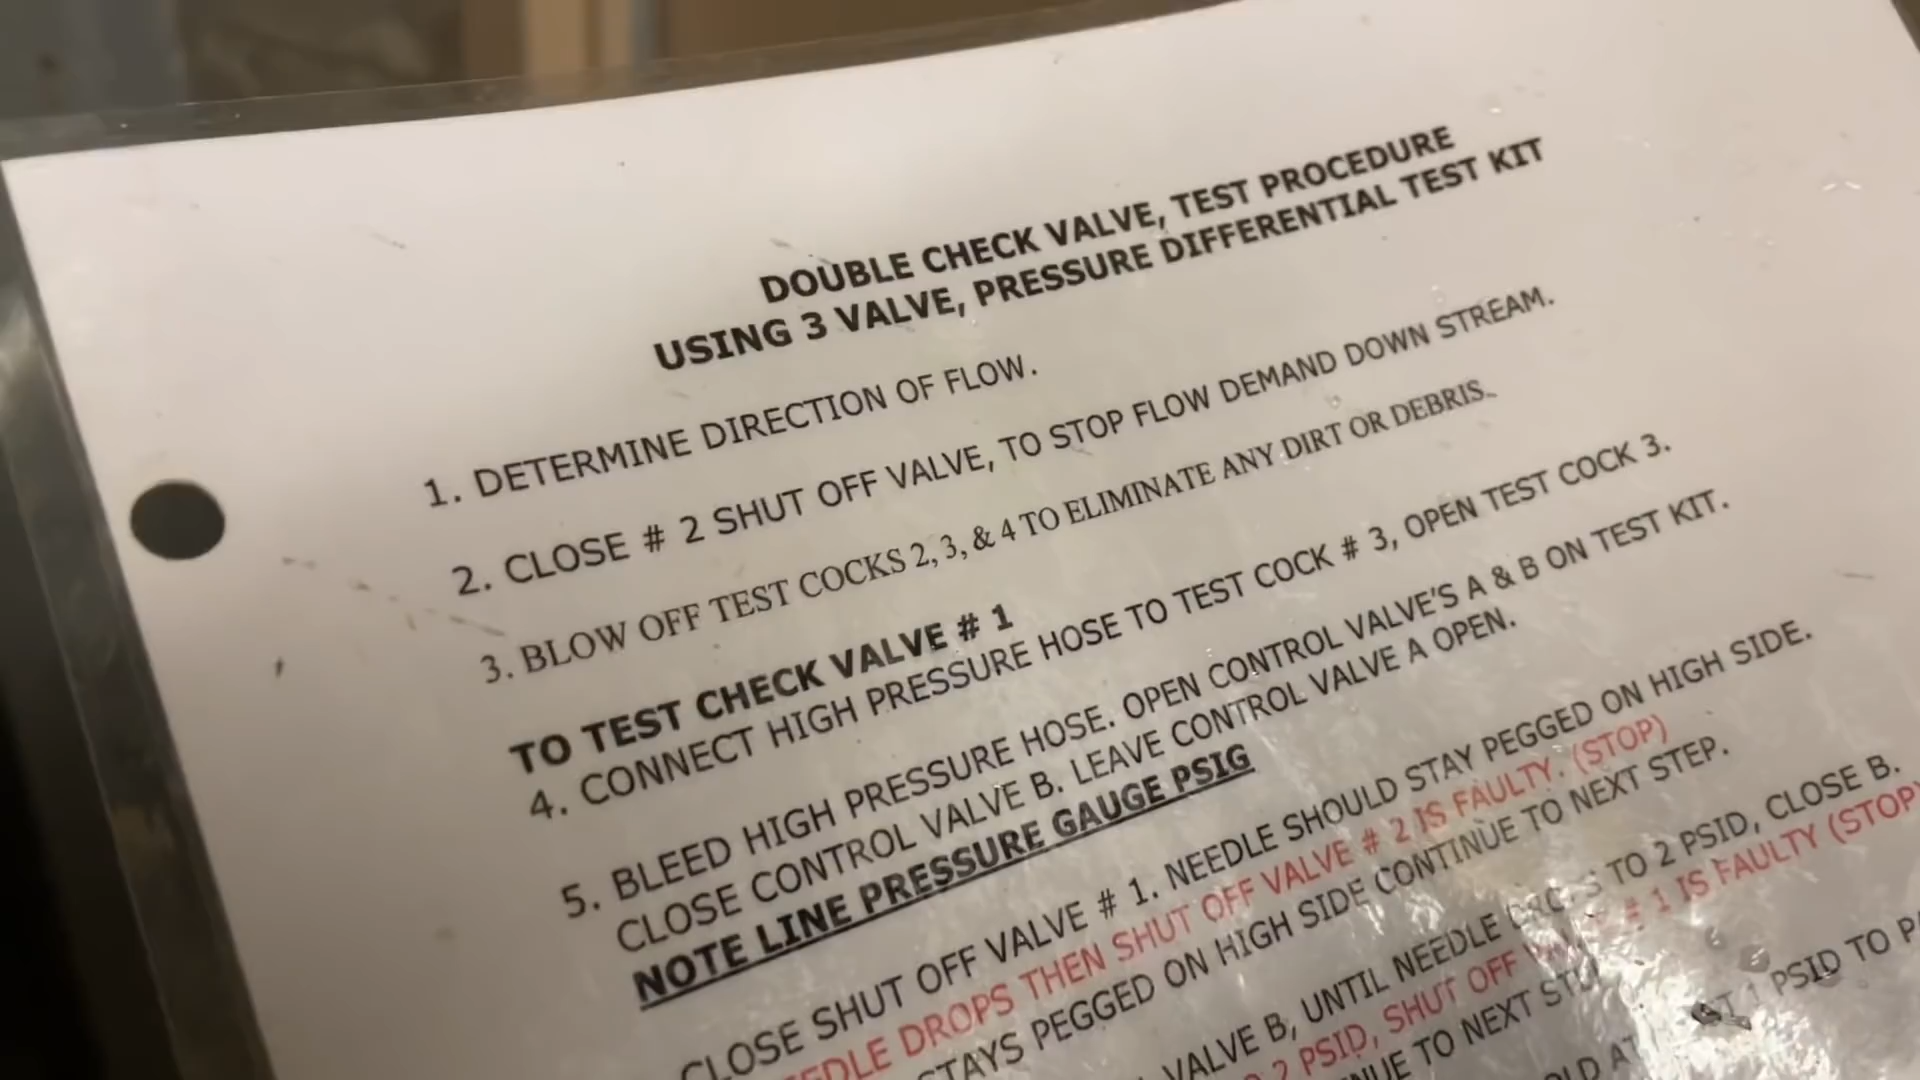 DOUBLE CHECK VALVE, TEST PROCEDURE
USING 3 VALVE, PRESSURE DIFFERENTIAL TEST KIT
1. DETERMINE DIRECTION OF FLOW.
2. CLOSE # 2 SHUT OFF VALVE, TO STOP FLOW DEMAND DOWN STREAM.
3. BLOW OFF TEST COCKS 2, 3, & 4 TO ELIMINATE ANY DIRT OR DEBRIS.
TO TEST CHECK VALVE # 1
4. CONNECT HIGH PRESSURE HOSE TO TEST COCK # 3, OPEN TEST COCK 3.
5. BLEED HIGH PRESSURE HOSE. OPEN CONTROL VALVE'S A & B ON TEST KIT.
CLOSE CONTROL VALVE B. LEAVE CONTROL VALVE A OPEN.
NOTE LINE PRESSURE GAUGE PSIG
CLOSE SHUT OFF VALVE # 1. NEEDLE SHOULD STAY PEGGED ON HIGH SIDE.
DROPS THEN SHUT OFF VALVE # 2 IS FAULTY. (STOP)
STAYS PEGGED ON HIGH SIDE CONTINUE TO NEXT STEP.
VALVE B, UNTIL NEEDLE TO 2 PSID, CLOSE B.
2 PSID, SHUT OFF # 1 IS FAULTY (STOP)
TO NEXT
AT 1 PSID TO